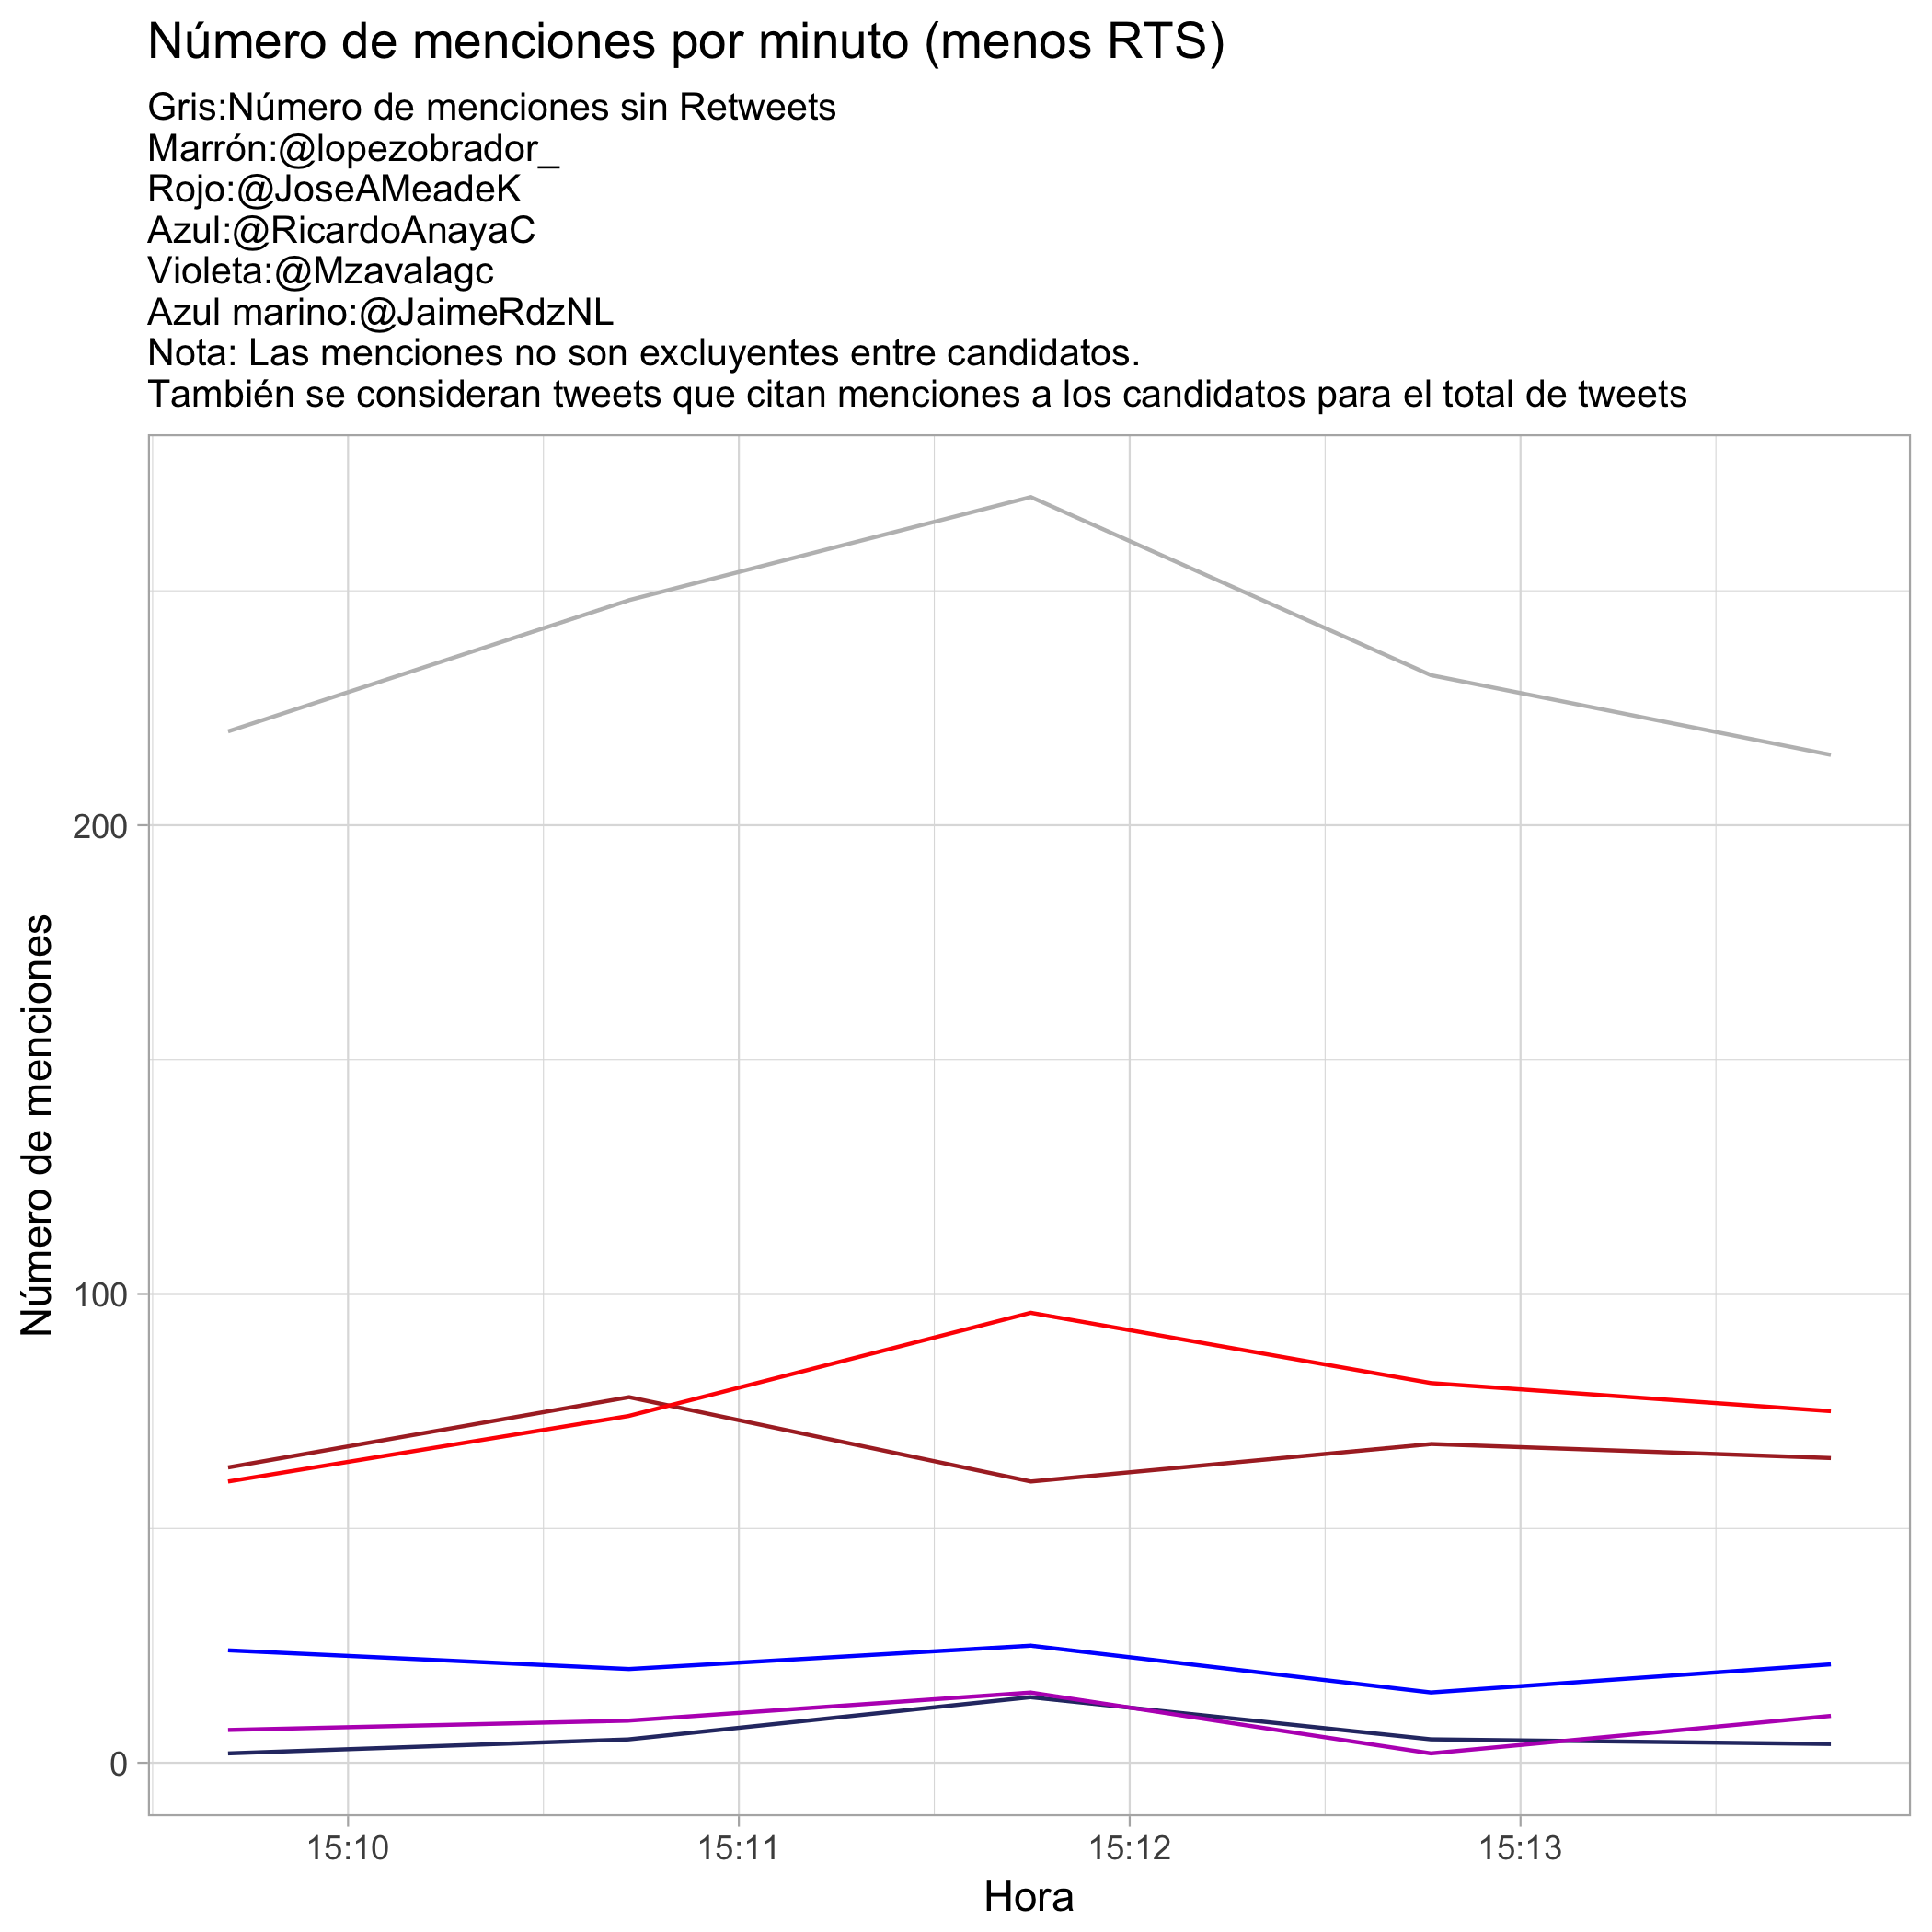 Número de menciones por minuto (menos RTS)
Gris:Número de menciones sin Retweets
Marrón:@lopezobrador_
Rojo:@JoseAMeadeK
Azul:@RicardoAnayaC
Violeta:@Mzavalagc
Azul marino:@JaimeRdzNL
Nota: Las menciones no son excluyentes entre candidatos.
También se consideran tweets que citan menciones a los candidatos para el total de tweets
Número de menciones
200
100
0
15:10
15:11
15:12
15:13
Hora